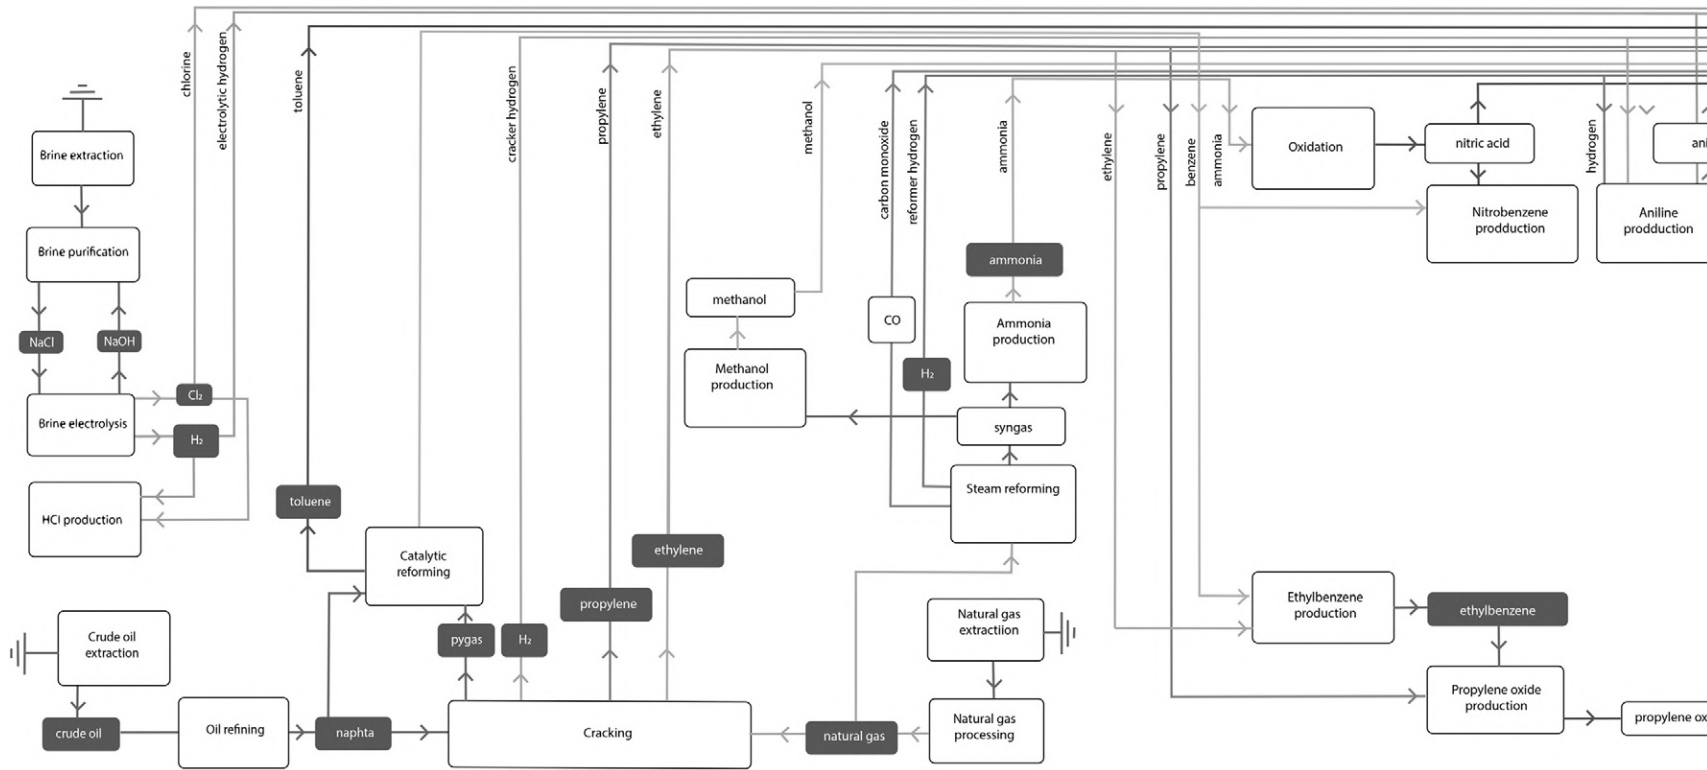 chlorine
electrolytic hydrogen
toluene
cracker hydrogen
propylene
ethylene
methanol
carbon monoxide
reformer hydrogen
ammonia
ethylene
propylene
benzene
ammonia
hydrogen
Brine extraction
Brine purification
NaCl
NaOH
Brine electrolysis
Cl₂
H₂
HCl production
toluene
Catalytic
reforming
pygas
H₂
propylene
ethylene
Crude oil
extraction
crude oil
Oil refining
naphta
Cracking
natural gas
Natural gas
extractiion
Natural gas
processing
methanol
Methanol
production
CO
H₂
ammonia
Ammonia
production
syngas
Steam reforming
Oxidation
nitric acid
Nitrobenzene
prodduction
ani
Aniline
prodduction
Ethylbenzene
production
ethylbenzene
Propylene oxide
production
propylene ox